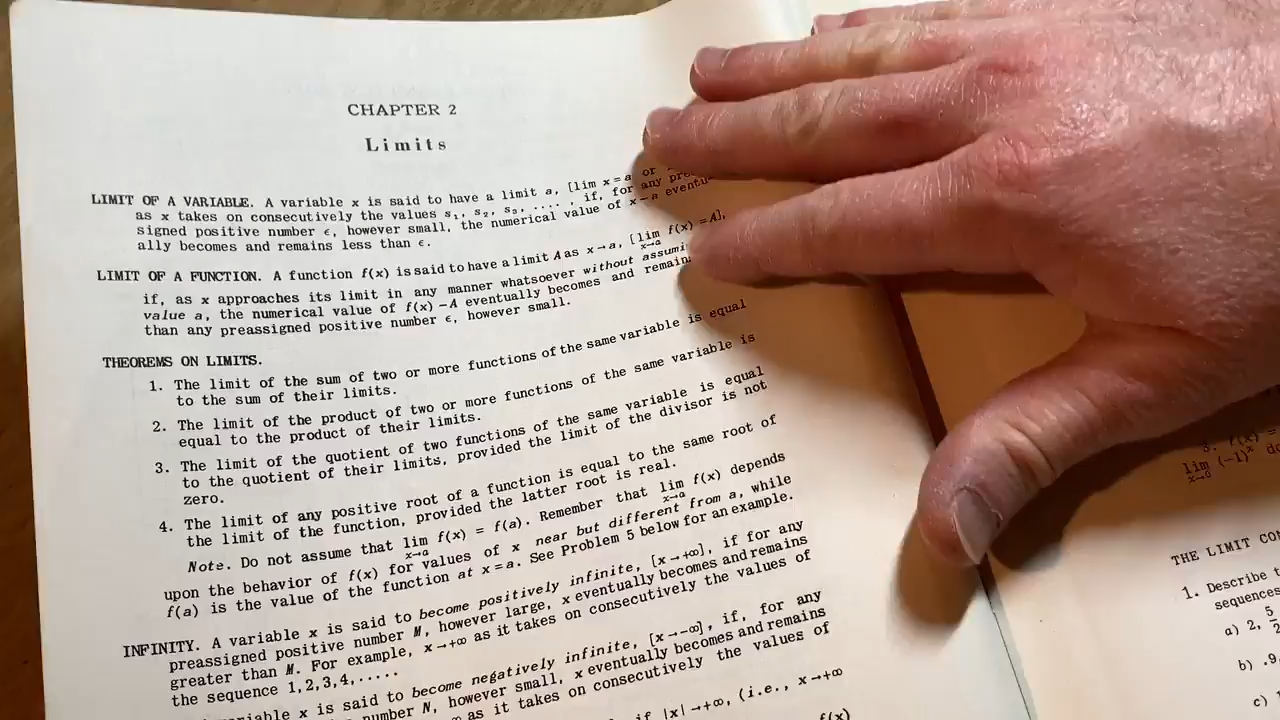 CHAPTER 2
Limits
LIMIT OF A VARIABLE. A variable x is said to have a limit a, [lim x = a or
as x takes on consecutively the values s₁, s₂, s₃, ...., if, for any pre
signed positive number ϵ, however small, the numerical value of x − a eventu-
ally becomes and remains less than ϵ.
LIMIT OF A FUNCTION. A function f(x) is said to have a limit A as x→a, [lim f(x) = A],
x→a
if, as x approaches its limit in any manner whatsoever without assumi
value a, the numerical value of f(x) − A eventually becomes and remain
than any preassigned positive number ϵ, however small.
THEOREMS ON LIMITS.
1. The limit of the sum of two or more functions of the same variable is equal
to the sum of their limits.
2. The limit of the product of two or more functions of the same variable is
equal to the product of their limits.
3. The limit of the quotient of two functions of the same variable is equal
to the quotient of their limits, provided the limit of the divisor is not
zero.
4. The limit of any positive root of a function is equal to the same root of
the limit of the function, provided the latter root is real.
Note. Do not assume that lim f(x) = f(a). Remember that lim f(x) depends
x→a x→a
upon the behavior of f(x) for values of x near but different from a, while
f(a) is the value of the function at x = a. See Problem 5 below for an example.
INFINITY. A variable x is said to become positively infinite, [x→+∞], if for any
preassigned positive number M, however large, x eventually becomes and remains
greater than M. For example, x→+∞ as it takes on consecutively the values of
the sequence 1,2,3,4,.....
variable x is said to become negatively infinite, [x→−∞], if, for any
number N, however small, x eventually becomes and remains
∞ as it takes on consecutively the values of
if |x|→+∞, (i.e., x→+∞
f(x)
3. f(x) =
lim (−1)ˣ do
x→0
THE LIMIT CO
1. Describe t
sequences
a) 2, 5/2
b) .9
c)